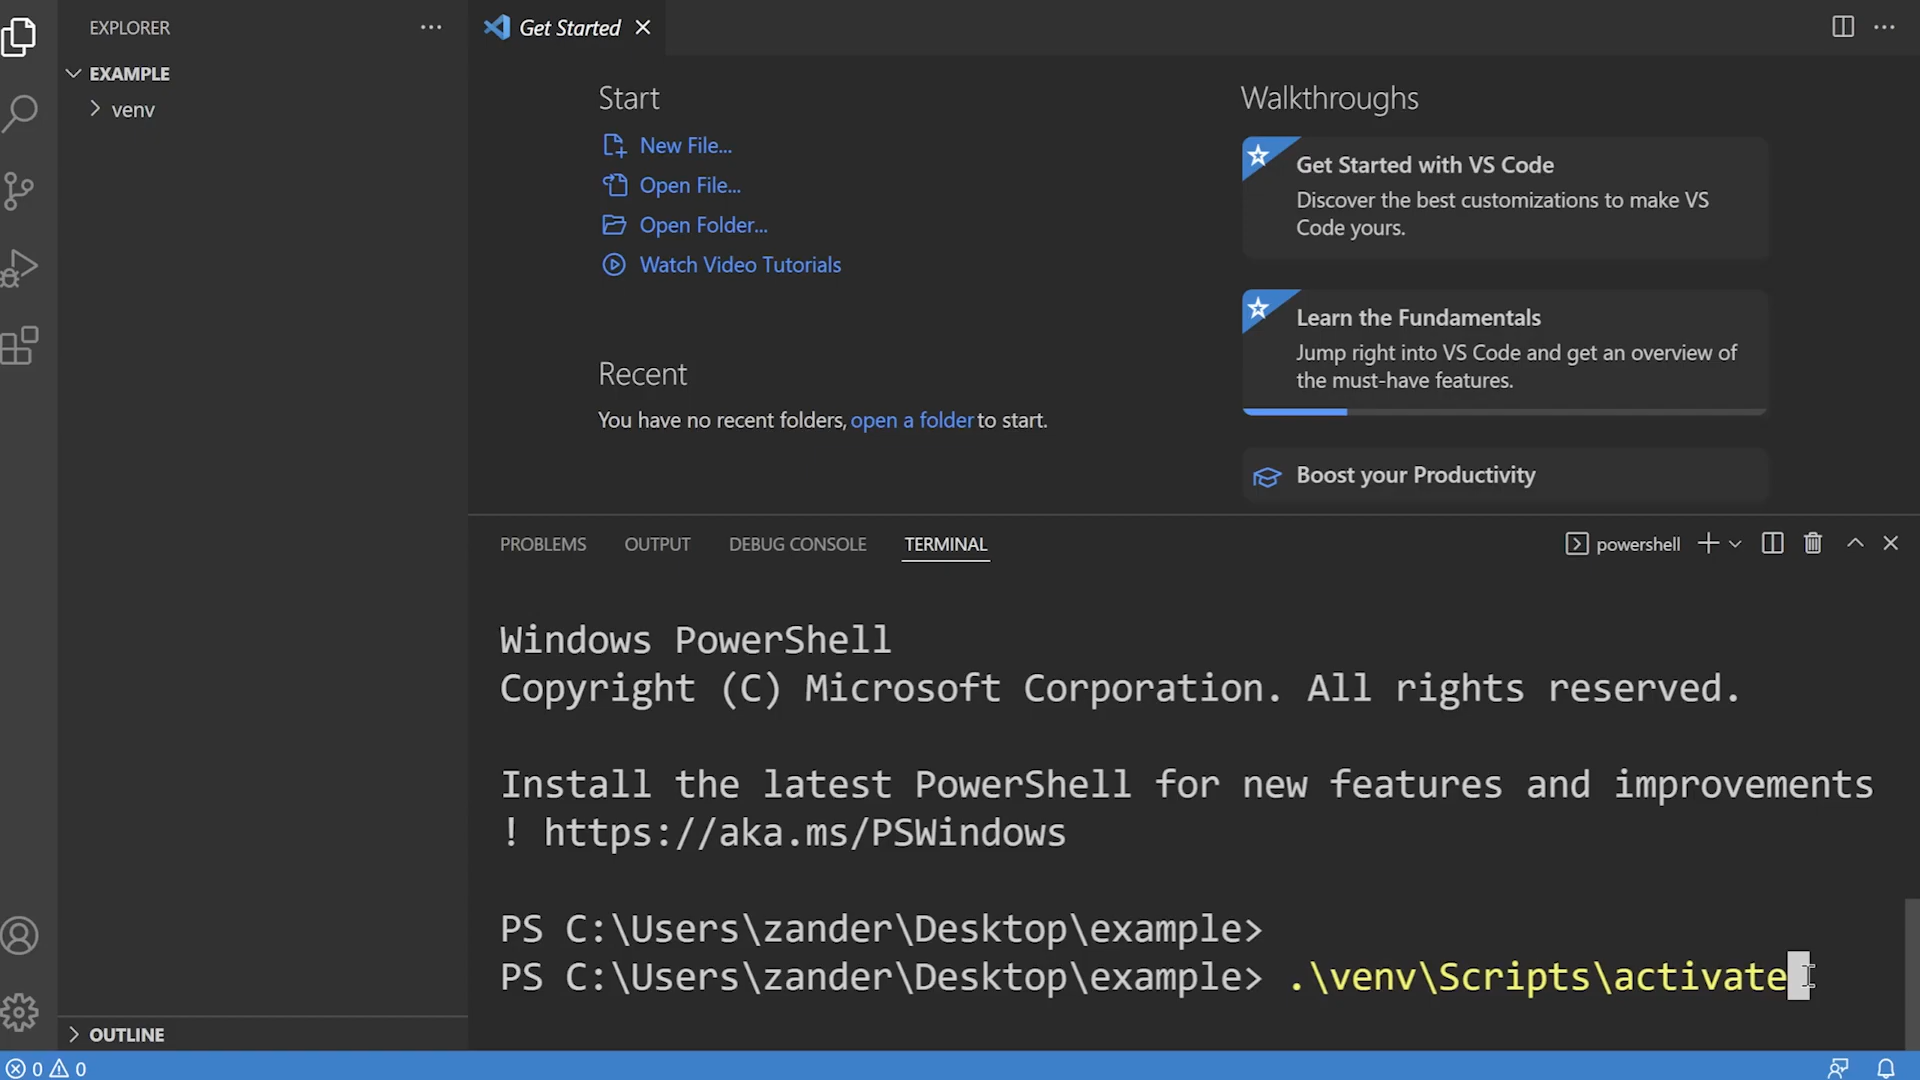 EXPLORER
EXAMPLE
venv
Get Started
Start
New File...
Open File...
Open Folder...
Watch Video Tutorials
Recent
You have no recent folders, open a folder to start.
Walkthroughs
Get Started with VS Code
Discover the best customizations to make VS
Code yours.
Learn the Fundamentals
Jump right into VS Code and get an overview of
the must-have features.
Boost your Productivity
PROBLEMS OUTPUT DEBUG CONSOLE TERMINAL
powershell
Windows PowerShell
Copyright (C) Microsoft Corporation. All rights reserved.
Install the latest PowerShell for new features and improvements
! https://aka.ms/PSWindows
PS C:\Users\zander\Desktop\example>
PS C:\Users\zander\Desktop\example> .\venv\Scripts\activate
OUTLINE
0 0